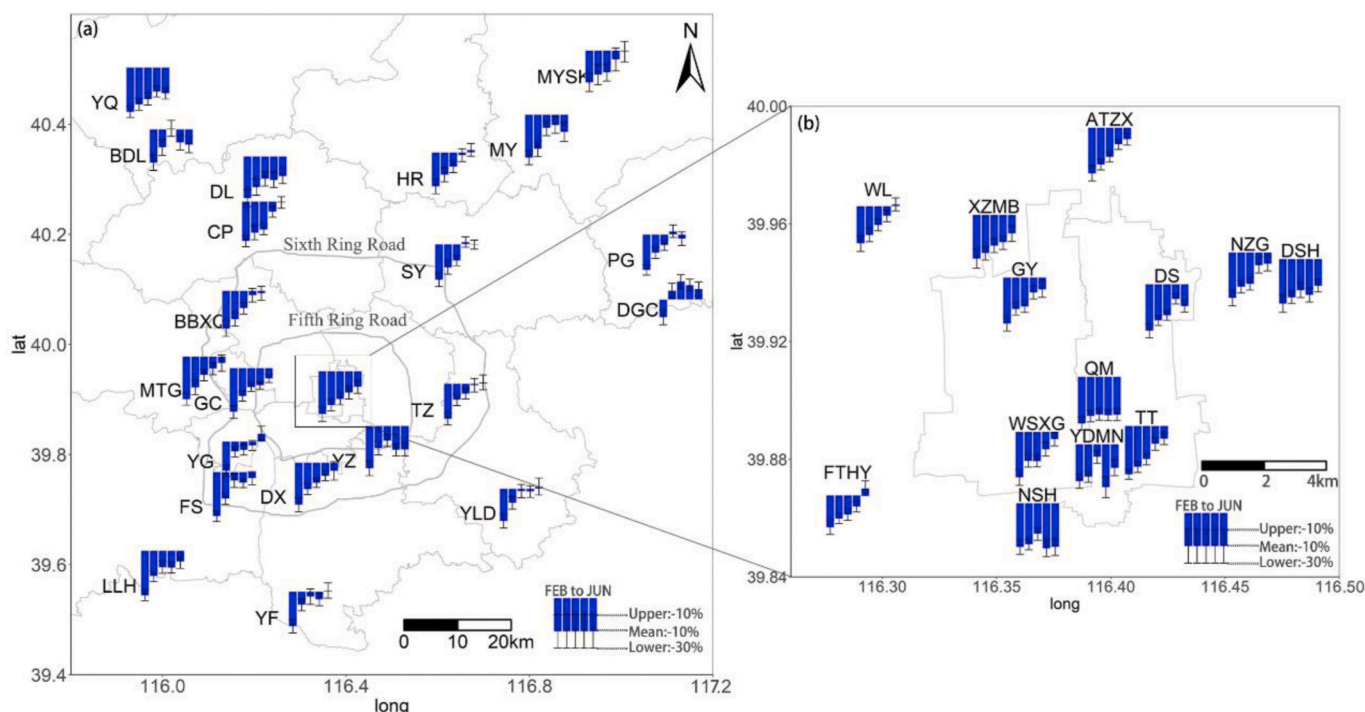 (a)
N
40.4
40.2
40.0
39.8
39.6
39.4
lat
116.0
116.4
116.8
117.2
long
YQ
BDL
DL
CP
MYSK
MY
HR
Sixth Ring Road
SY
PG
DGC
BBXQ
Fifth Ring Road
MTG
GC
TZ
YG
YZ
FS
DX
YLD
LLH
YF
0 10 20km
FEB to JUN
Upper:-10%
Mean:-10%
Lower:-30%
(b)
40.00
39.96
39.92
39.88
39.84
lat
116.30
116.35
116.40
116.45
116.50
long
ATZX
WL
XZMB
NZG
DSH
GY
DS
QM
WSXG
YDMN
TT
FTHY
NSH
0 2 4km
FEB to JUN
Upper:-10%
Mean:-10%
Lower:-30%